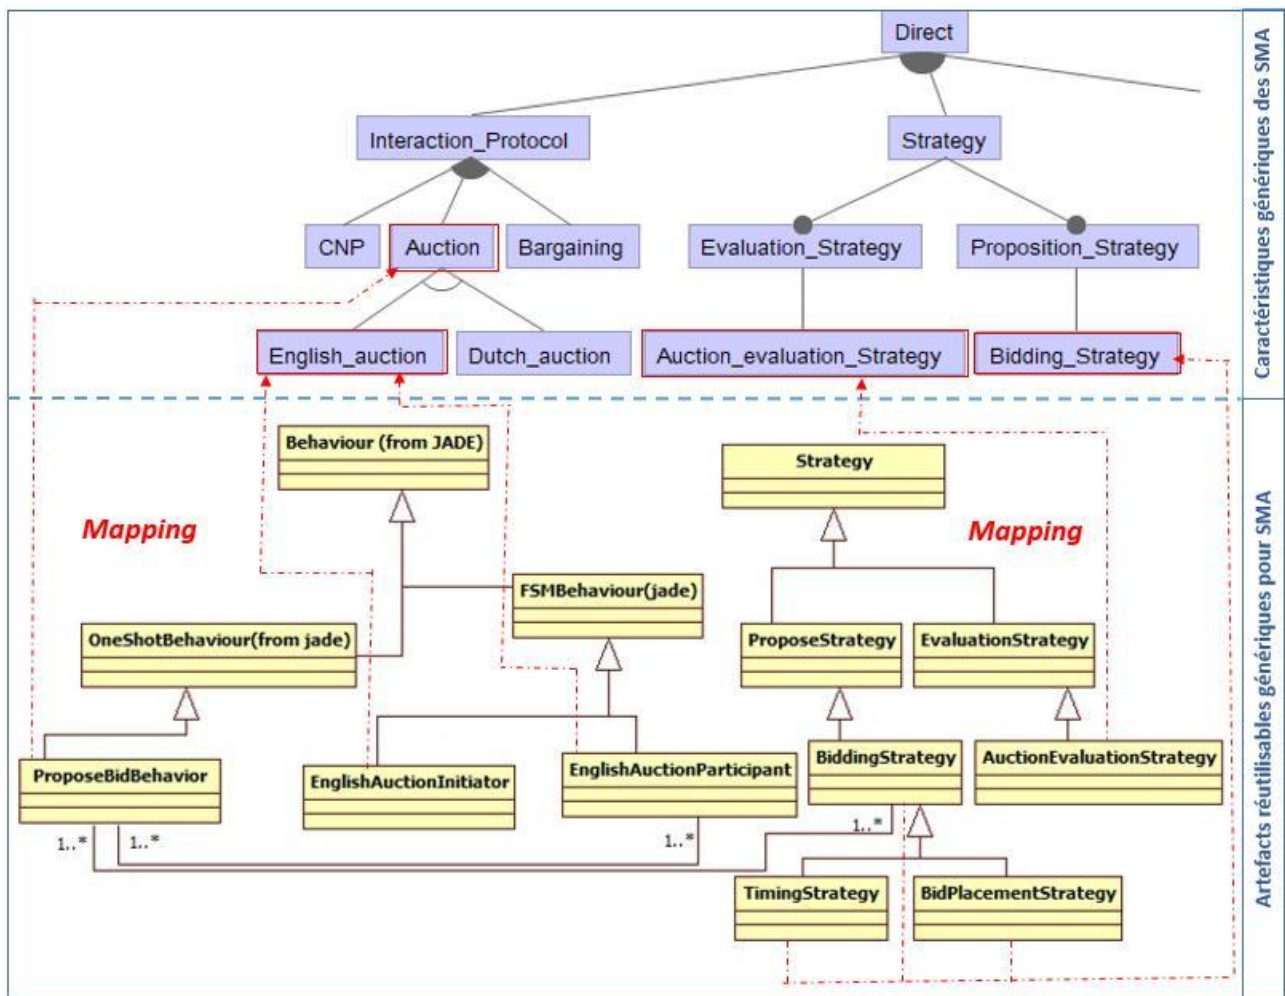 Direct
Interaction_Protocol
Strategy
CNP
Auction
Bargaining
Evaluation_Strategy
Proposition_Strategy
English_auction
Dutch_auction
Auction_evaluation_Strategy
Bidding_Strategy
Caractéristiques génériques des SMA
Behaviour (from JADE)
Strategy
Mapping
Mapping
FSMBehaviour(jade)
OneShotBehaviour(from jade)
ProposeStrategy
EvaluationStrategy
ProposeBidBehavior
EnglishAuctionInitiator
EnglishAuctionParticipant
BiddingStrategy
AuctionEvaluationStrategy
1..*
1..*
1..*
1..*
TimingStrategy
BidPlacementStrategy
Artefacts réutilisables génériques pour SMA